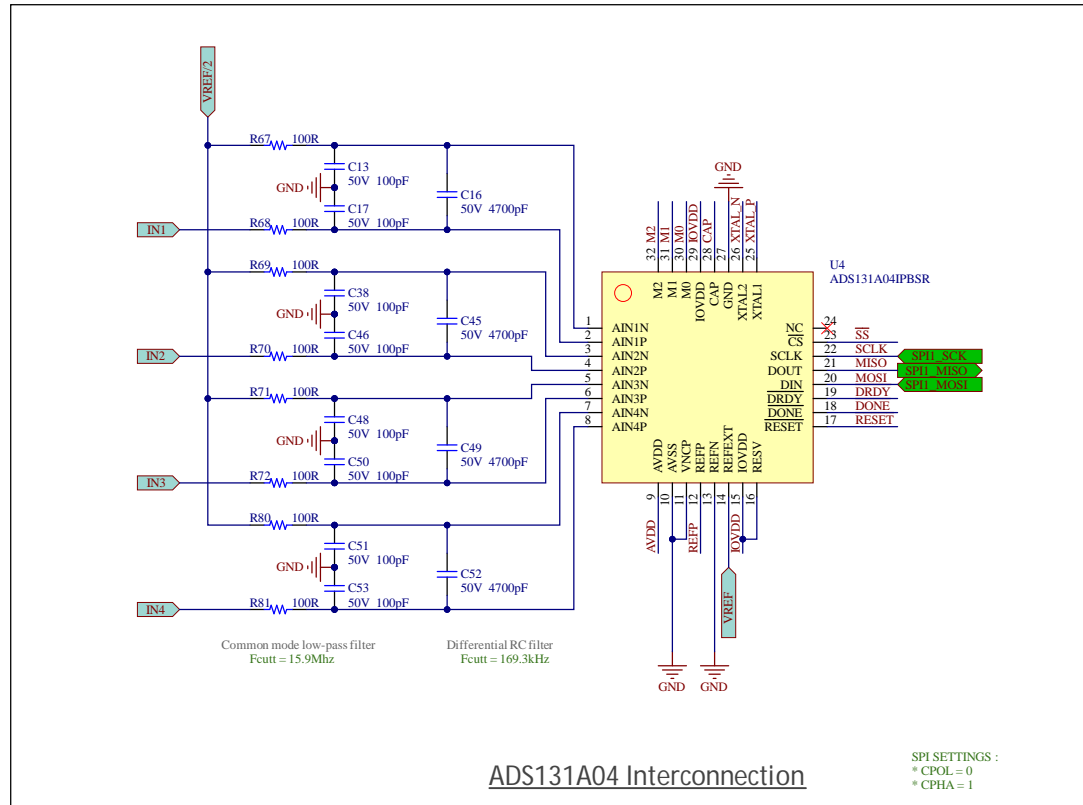 VREF/2
R67 100R
C13
50V 100pF
GND
C17
50V 100pF
C16
50V 4700pF
IN1
R68 100R
R69 100R
C38
50V 100pF
GND
C46
50V 100pF
C45
50V 4700pF
IN2
R70 100R
R71 100R
C48
50V 100pF
GND
C50
50V 100pF
C49
50V 4700pF
IN3
R72 100R
R80 100R
C51
50V 100pF
GND
C53
50V 100pF
C52
50V 4700pF
IN4
R81 100R
Common mode low-pass filter
Fcutt = 15.9Mhz
Differential RC filter
Fcutt = 169.3kHz
GND
M2
M1
M0
IOVDD
CAP
XTAL_N
XTAL_P
32
31
30
29
28
27
26
25
M2
M1
M0
IOVDD
CAP
GND
XTAL2
XTAL1
U4
ADS131A04IPBSR
1 AIN1N
2 AIN1P
3 AIN2N
4 AIN2P
5 AIN3N
6 AIN3P
7 AIN4N
8 AIN4P
NC 24
CS 23 SS
SCLK 22 SCLK SPI1_SCK
DOUT 21 MISO SPI1_MISO
DIN 20 MOSI SPI1_MOSI
DRDY 19 DRDY
DONE 18 DONE
RESET 17 RESET
AVDD
AVSS
VNCP
REFP
REFN
REFEXT
IOVDD
RESV
9
10
11
12
13
14
15
16
AVDD
REFP
IOVDD
VREF
GND
GND
ADS131A04 Interconnection
SPI SETTINGS :
* CPOL = 0
* CPHA = 1